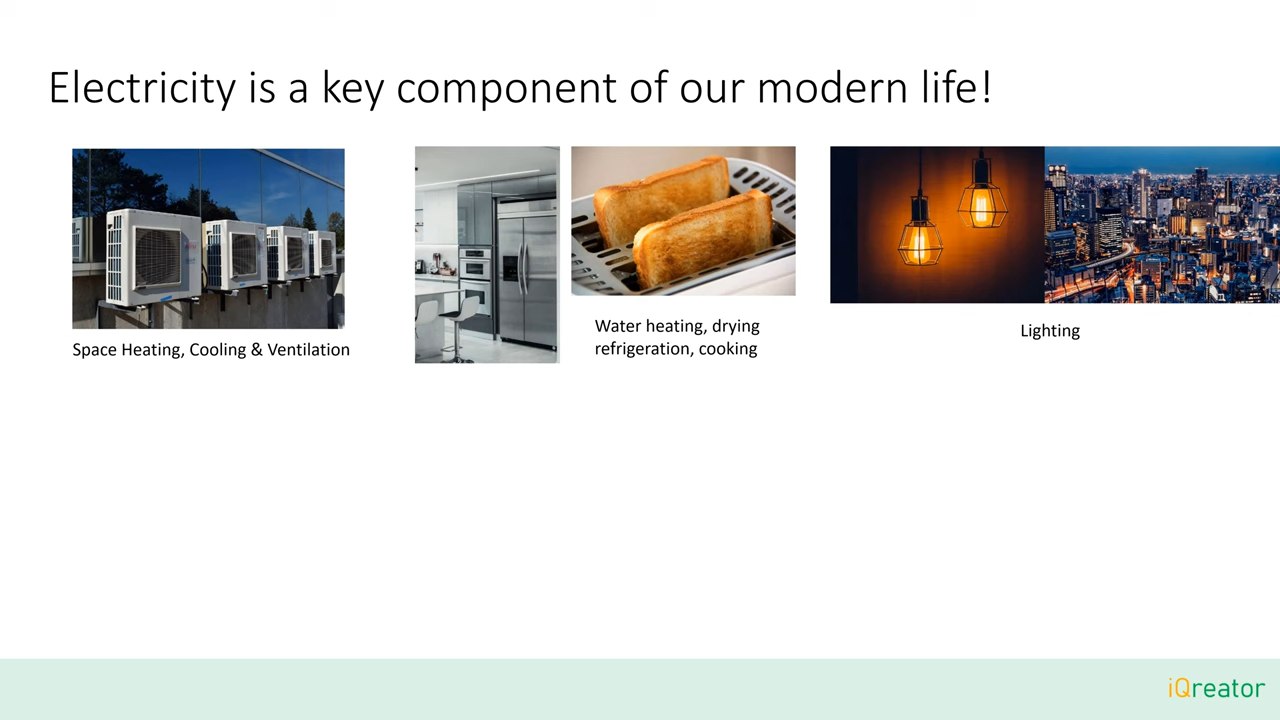 Electricity is a key component of our modern life!
Space Heating, Cooling & Ventilation
Water heating, drying
refrigeration, cooking
Lighting
iQreator